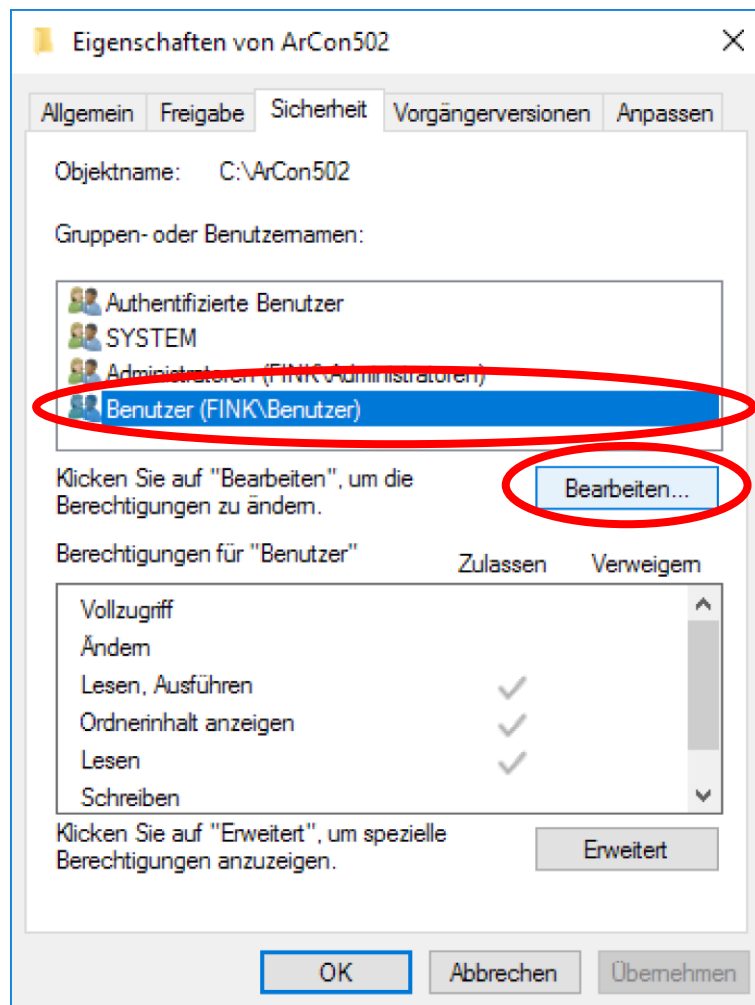 Eigenschaften von ArCon502
Allgemein Freigabe Sicherheit Vorgängerversionen Anpassen
Objektname: C:\ArCon502
Gruppen- oder Benutzernamen:
Authentifizierte Benutzer
SYSTEM
Administratoren (FINK\Administratoren)
Benutzer (FINK\Benutzer)
Klicken Sie auf "Bearbeiten", um die
Berechtigungen zu ändern.
Bearbeiten...
Berechtigungen für "Benutzer" Zulassen Verweigern
Vollzugriff
Ändern
Lesen, Ausführen
Ordnerinhalt anzeigen
Lesen
Schreiben
Klicken Sie auf "Erweitert", um spezielle
Berechtigungen anzuzeigen.
Erweitert
OK Abbrechen Übernehmen